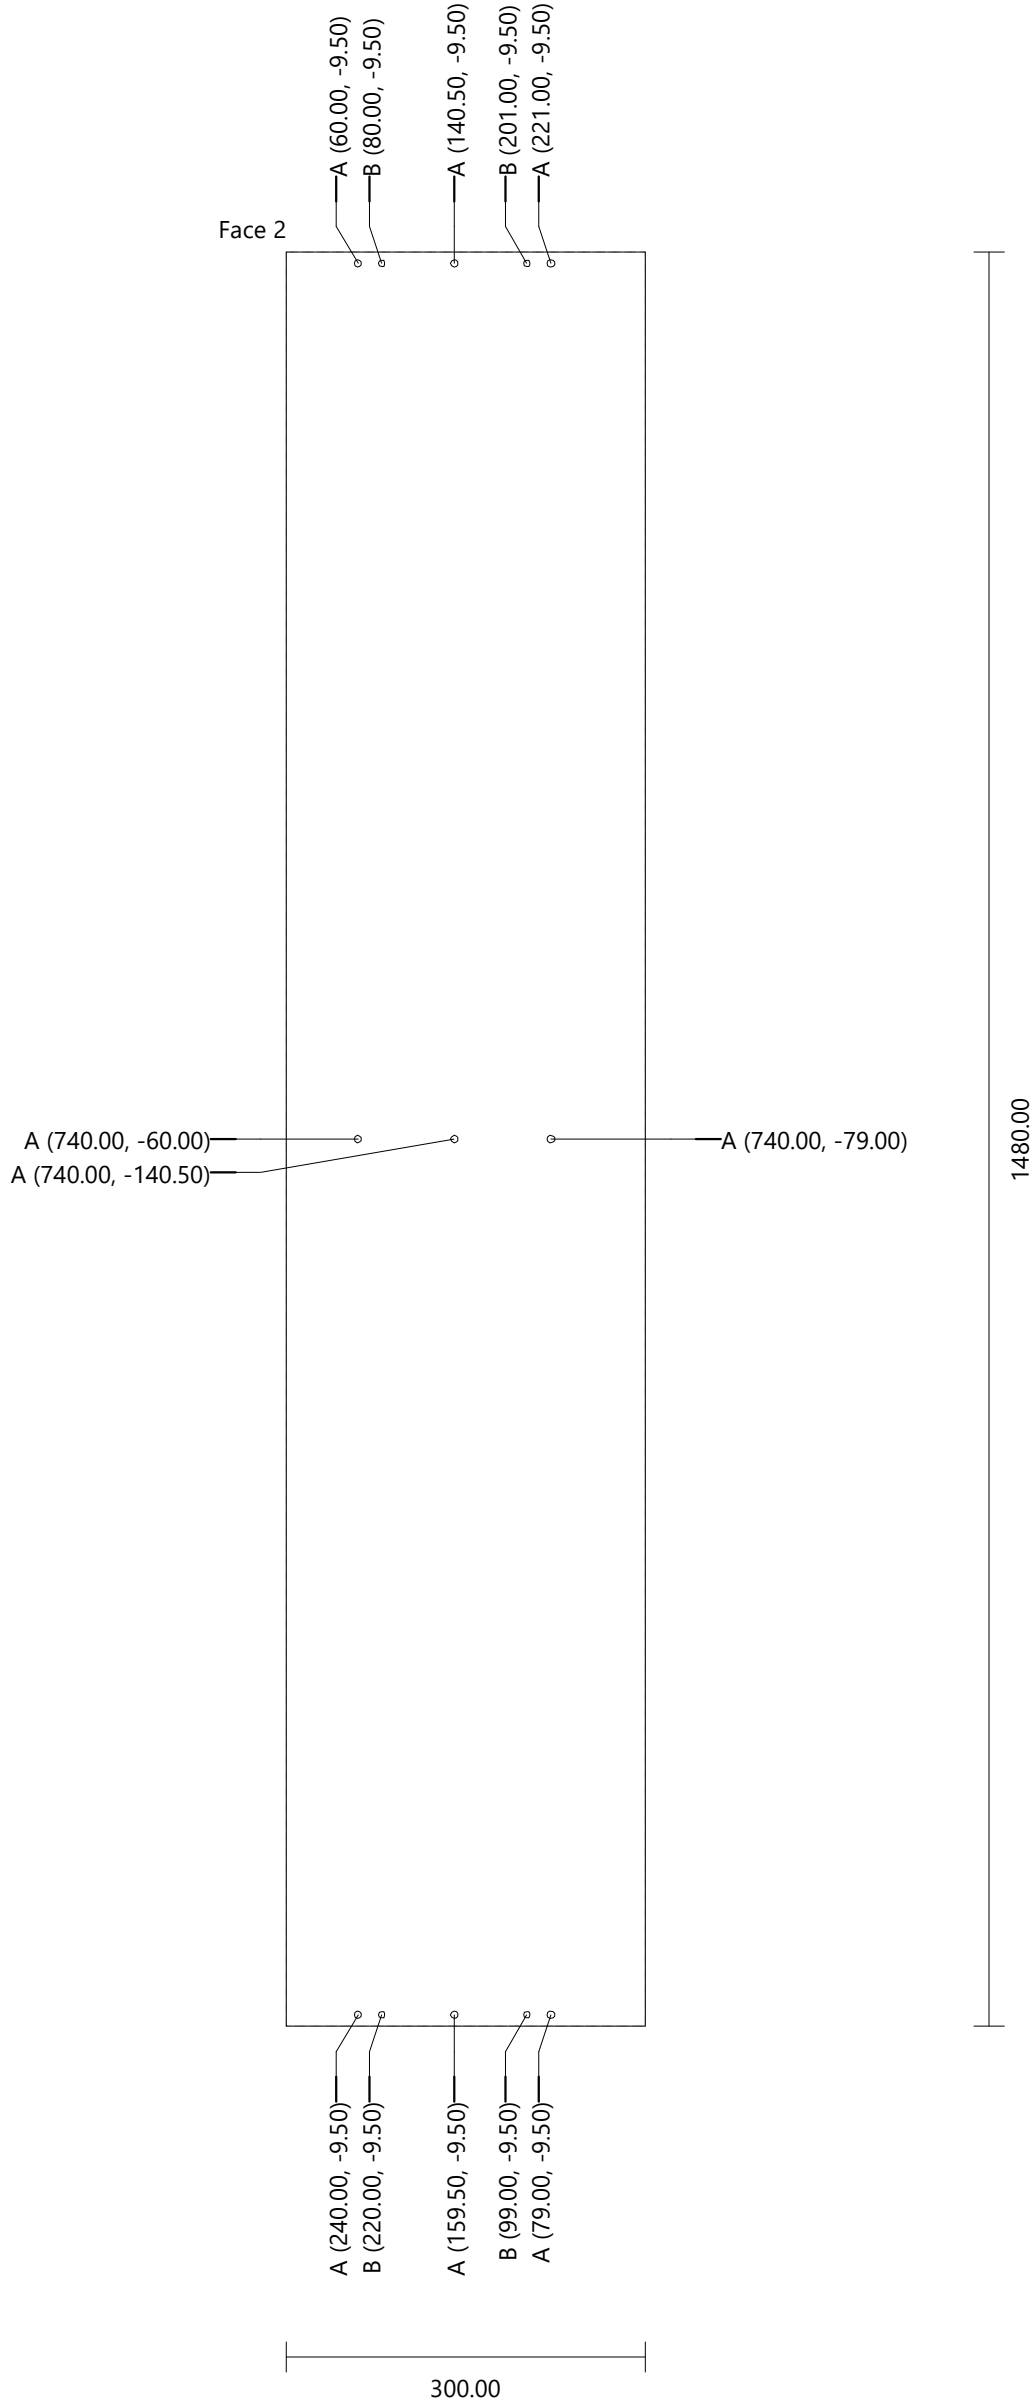 A (60.00, -9.50)
B (80.00, -9.50)
A (140.50, -9.50)
B (201.00, -9.50)
A (221.00, -9.50)
Face 2
A (740.00, -60.00)
A (740.00, -140.50)
A (740.00, -79.00)
1480.00
A (240.00, -9.50)
B (220.00, -9.50)
A (159.50, -9.50)
B (99.00, -9.50)
A (79.00, -9.50)
300.00